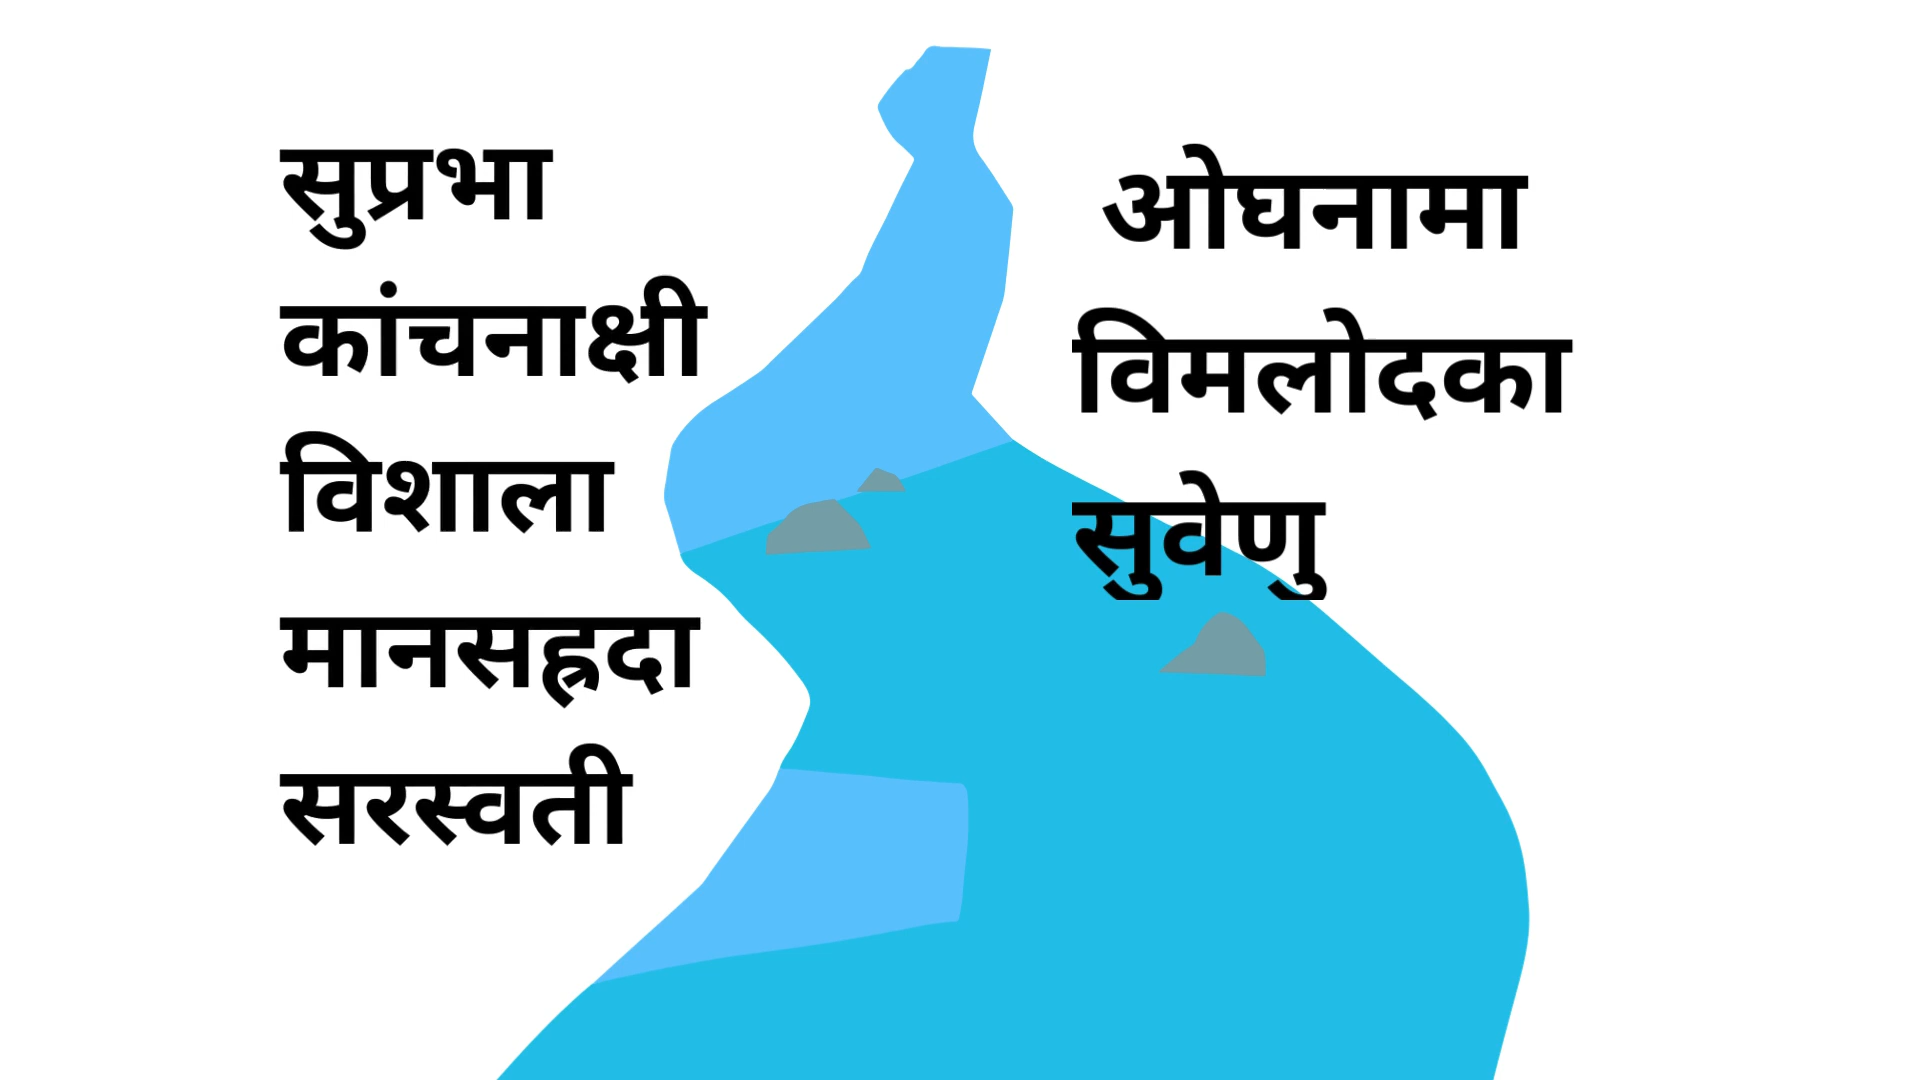 सुप्रभा
कांचनाक्षी
विशाला
मानसह्रदा
सरस्वती
ओघनामा
विमलोदका
सुवेणु